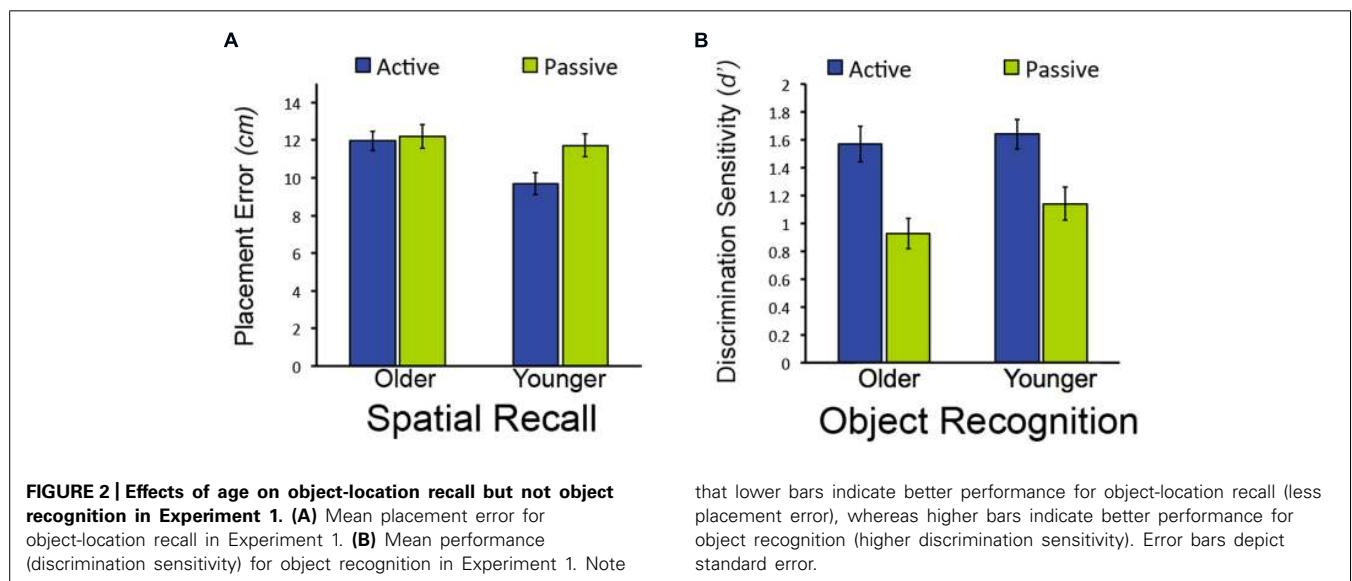 A
Active Passive
Placement Error (cm)
14
12
10
8
6
4
2
0
Older Younger
Spatial Recall
B
Active Passive
Discrimination Sensitivity (d')
2
1.8
1.6
1.4
1.2
1
0.8
0.6
0.4
0.2
0
Older Younger
Object Recognition
FIGURE 2 | Effects of age on object-location recall but not object
recognition in Experiment 1. (A) Mean placement error for
object-location recall in Experiment 1. (B) Mean performance
(discrimination sensitivity) for object recognition in Experiment 1. Note
that lower bars indicate better performance for object-location recall (less
placement error), whereas higher bars indicate better performance for
object recognition (higher discrimination sensitivity). Error bars depict
standard error.